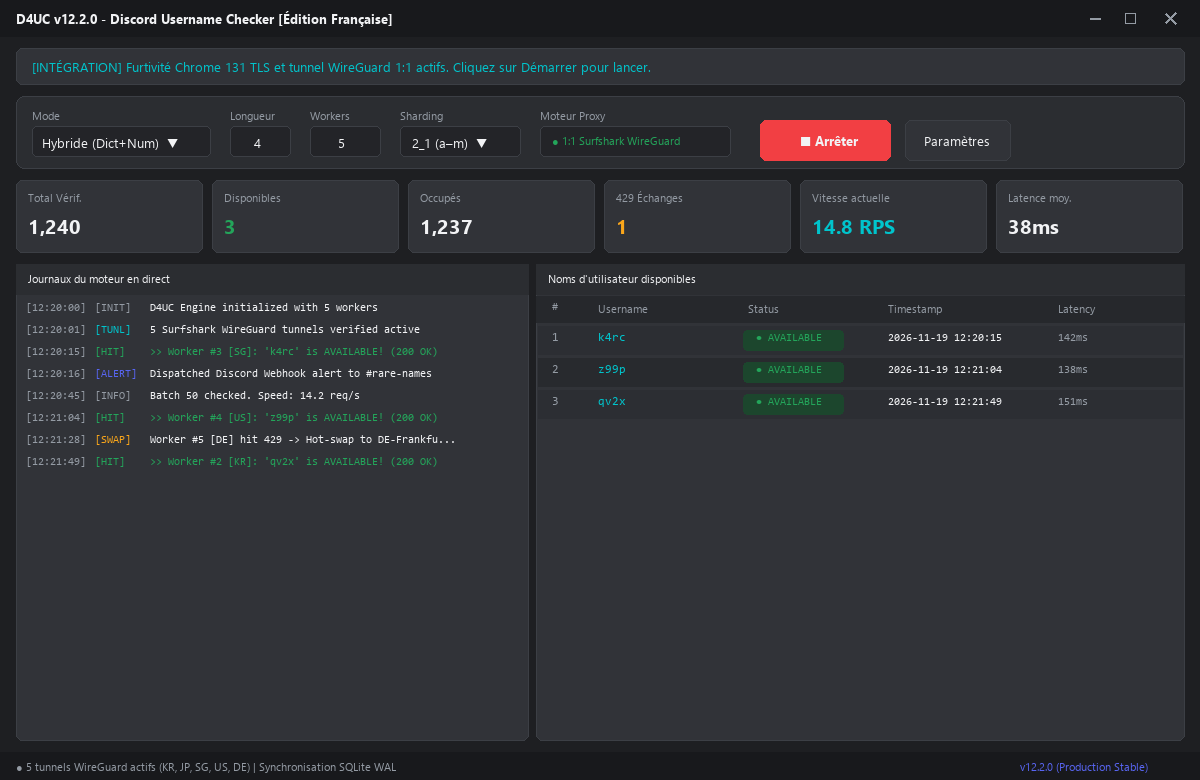 D4UC v12.2.0 - Discord Username Checker [Édition Française]
[INTÉGRATION] Furtivité Chrome 131 TLS et tunnel WireGuard 1:1 actifs. Cliquez sur Démarrer pour lancer.
Mode Longueur Workers Sharding Moteur Proxy
Hybride (Dict+Num) ▼ 4 5 2_1 (a–m) ▼ ● 1:1 Surfshark WireGuard ■ Arrêter Paramètres
Total Vérif. Disponibles Occupés 429 Échanges Vitesse actuelle Latence moy.
1,240 3 1,237 1 14.8 RPS 38ms
Journaux du moteur en direct
[12:20:00] [INIT] D4UC Engine initialized with 5 workers
[12:20:01] [TUNL] 5 Surfshark WireGuard tunnels verified active
[12:20:15] [HIT] >> Worker #3 [SG]: 'k4rc' is AVAILABLE! (200 OK)
[12:20:16] [ALERT] Dispatched Discord Webhook alert to #rare-names
[12:20:45] [INFO] Batch 50 checked. Speed: 14.2 req/s
[12:21:04] [HIT] >> Worker #4 [US]: 'z99p' is AVAILABLE! (200 OK)
[12:21:28] [SWAP] Worker #5 [DE] hit 429 -> Hot-swap to DE-Frankfu...
[12:21:49] [HIT] >> Worker #2 [KR]: 'qv2x' is AVAILABLE! (200 OK)
Noms d'utilisateur disponibles
# Username Status Timestamp Latency
1 k4rc ● AVAILABLE 2026-11-19 12:20:15 142ms
2 z99p ● AVAILABLE 2026-11-19 12:21:04 138ms
3 qv2x ● AVAILABLE 2026-11-19 12:21:49 151ms
● 5 tunnels WireGuard actifs (KR, JP, SG, US, DE) | Synchronisation SQLite WAL
v12.2.0 (Production Stable)